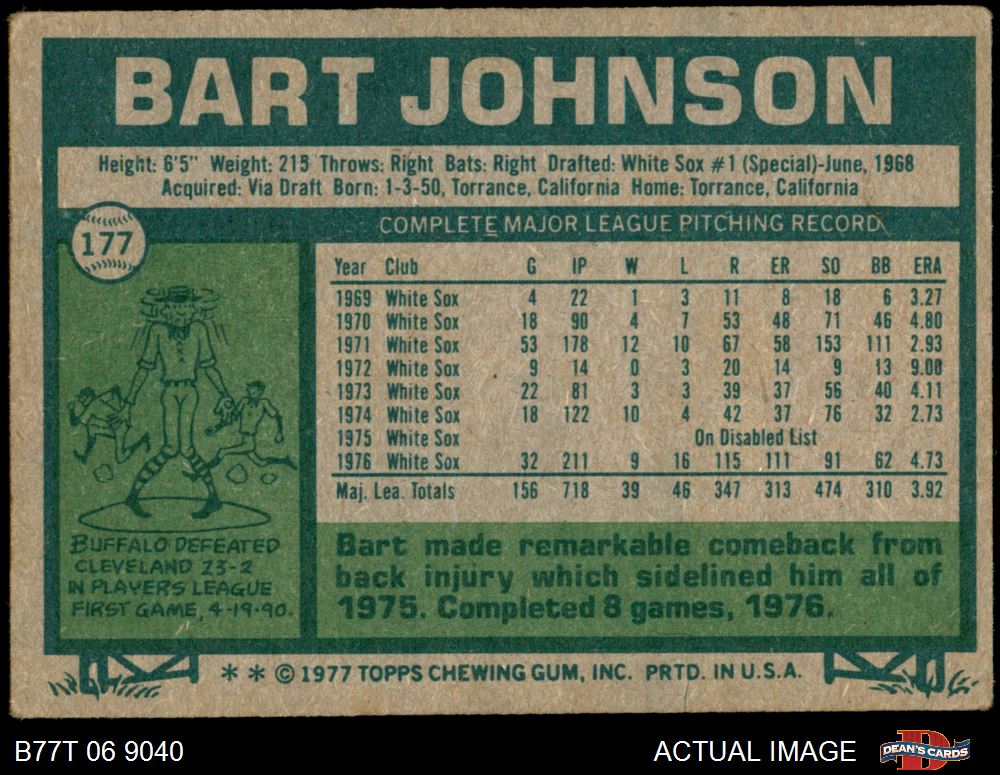 BART JOHNSON
Height: 6'5" Weight: 215 Throws: Right Bats: Right Drafted: White Sox #1 (Special)-June, 1968
Acquired: Via Draft Born: 1-3-50, Torrance, California Home: Torrance, California
177
COMPLETE MAJOR LEAGUE PITCHING RECORD
Year Club G IP W L R ER SO BB ERA
1969 White Sox 4 22 1 3 11 8 18 6 3.27
1970 White Sox 18 90 4 7 53 48 71 46 4.80
1971 White Sox 53 178 12 10 67 58 153 111 2.93
1972 White Sox 9 14 0 3 20 14 9 13 9.00
1973 White Sox 22 81 3 3 39 37 56 40 4.11
1974 White Sox 18 122 10 4 42 37 76 32 2.73
1975 White Sox On Disabled List
1976 White Sox 32 211 9 16 115 111 91 62 4.73
Maj. Lea. Totals 156 718 39 46 347 313 474 310 3.92
BUFFALO DEFEATED
CLEVELAND 23-2
IN PLAYERS LEAGUE
FIRST GAME, 4-19-90.
Bart made remarkable comeback from
back injury which sidelined him all of
1975. Completed 8 games, 1976.
* * © 1977 TOPPS CHEWING GUM, INC. PRTD. IN U.S.A.
B77T 06 9040
ACTUAL IMAGE
D
DEAN'S CARDS